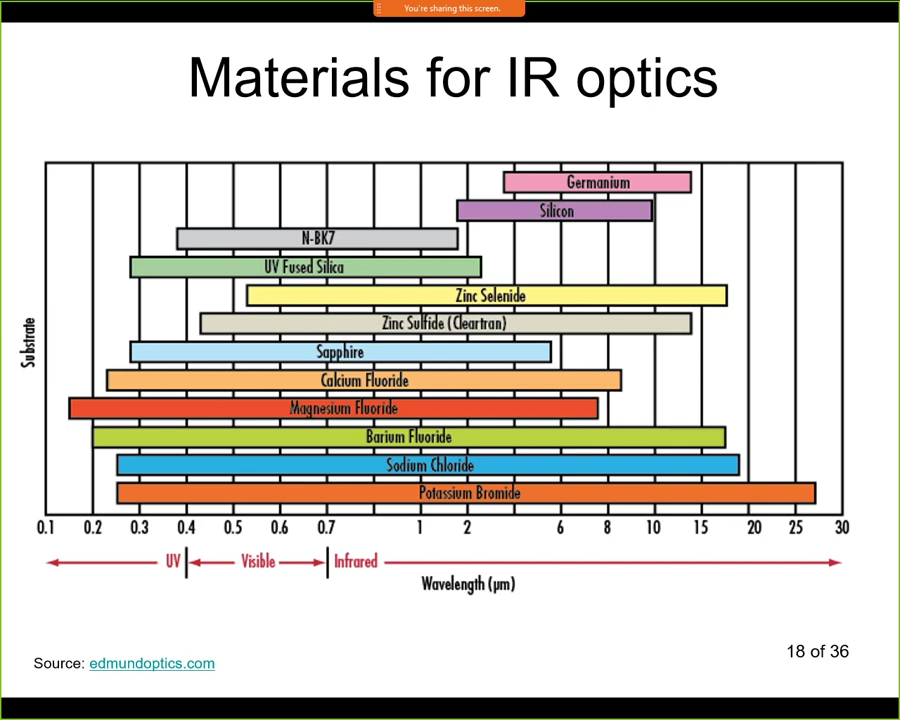 You're sharing this screen.
Materials for IR optics
Germanium
Silicon
N-BK7
UV Fused Silica
Zinc Selenide
Zinc Sulfide (Cleartran)
Sapphire
Calcium Fluoride
Magnesium Fluoride
Barium Fluoride
Sodium Chloride
Potassium Bromide
Substrate
0.1 0.2 0.3 0.4 0.5 0.6 0.7 1 2 6 8 10 15 20 25 30
UV Visible Infrared
Wavelength (µm)
18 of 36
Source: edmundoptics.com